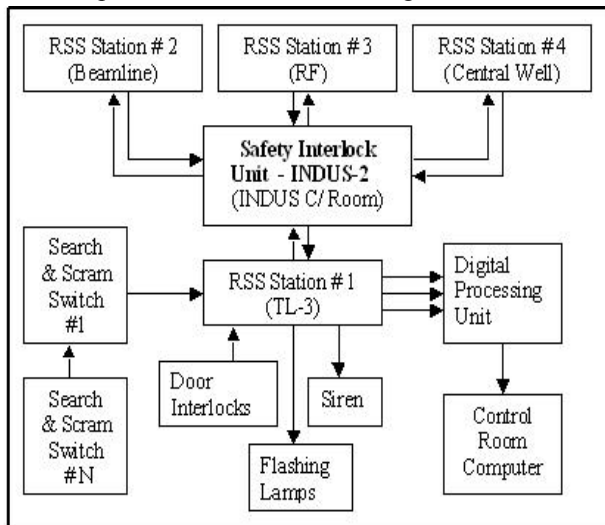 RSS Station # 2
(Beamline)
RSS Station # 3
(RF)
RSS Station #4
(Central Well)
Safety Interlock
Unit - INDUS-2
(INDUS C/ Room)
Search
& Scram
Switch
#1
RSS Station # 1
(TL-3)
Digital
Processing
Unit
Search
& Scram
Switch
#N
Door
Interlocks
Siren
Flashing
Lamps
Control
Room
Computer